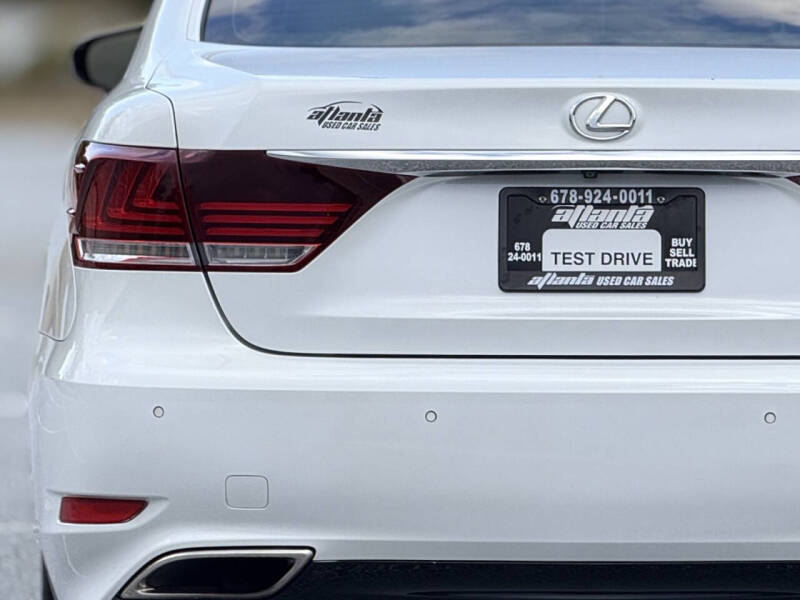 atlanta
USED CAR SALES
678-924-0011
atlanta
USED CAR SALES
678
24-0011
TEST DRIVE
BUY
SELL
TRADE
atlanta USED CAR SALES